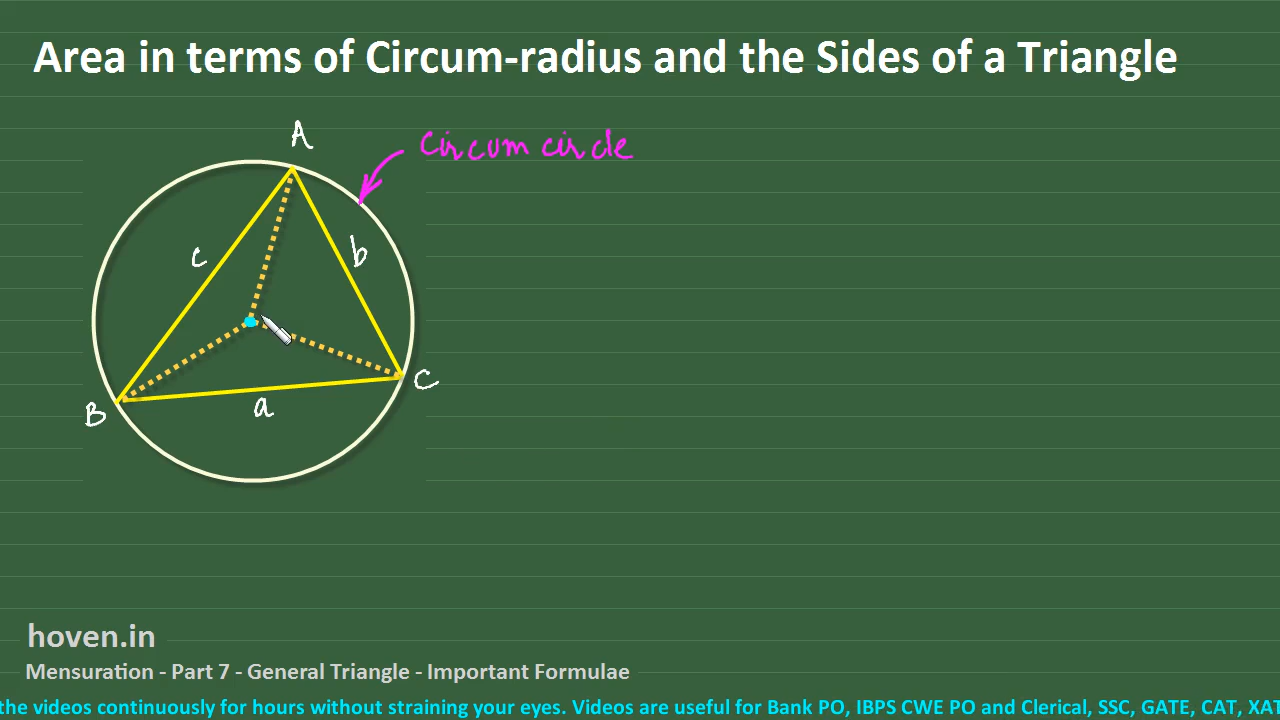 Area in terms of Circum-radius and the Sides of a Triangle
A
Circum circle
c
b
C
B
a
hoven.in
Mensuration - Part 7 - General Triangle - Important Formulae
the videos continuously for hours without straining your eyes. Videos are useful for Bank PO, IBPS CWE PO and Clerical, SSC, GATE, CAT, XAT